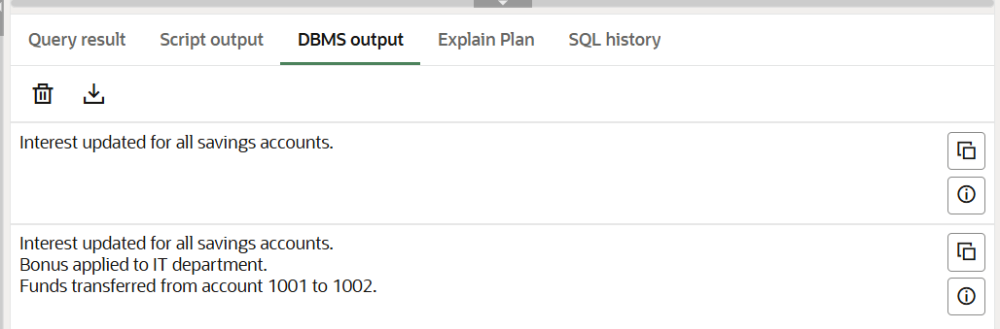 Query result Script output DBMS output Explain Plan SQL history
Interest updated for all savings accounts.
Interest updated for all savings accounts.
Bonus applied to IT department.
Funds transferred from account 1001 to 1002.